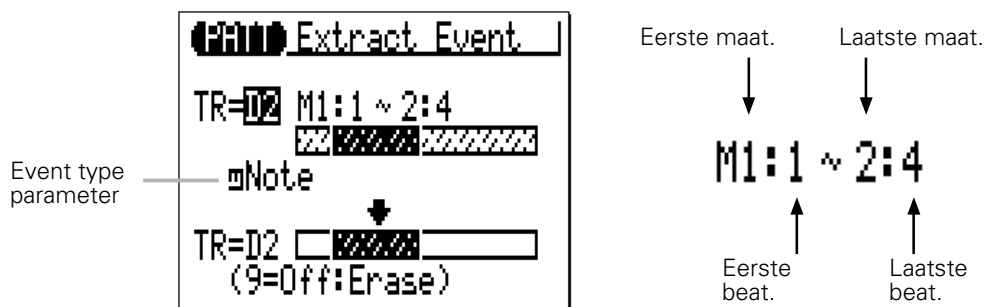 PATT Extract Event
TR=D2 M1:1 ~ 2:4
Event type
parameter
Note
TR=D2
(9=Off:Erase)
Eerste maat.
Laatste maat.
M1:1 ~ 2:4
Eerste
beat.
Laatste
beat.